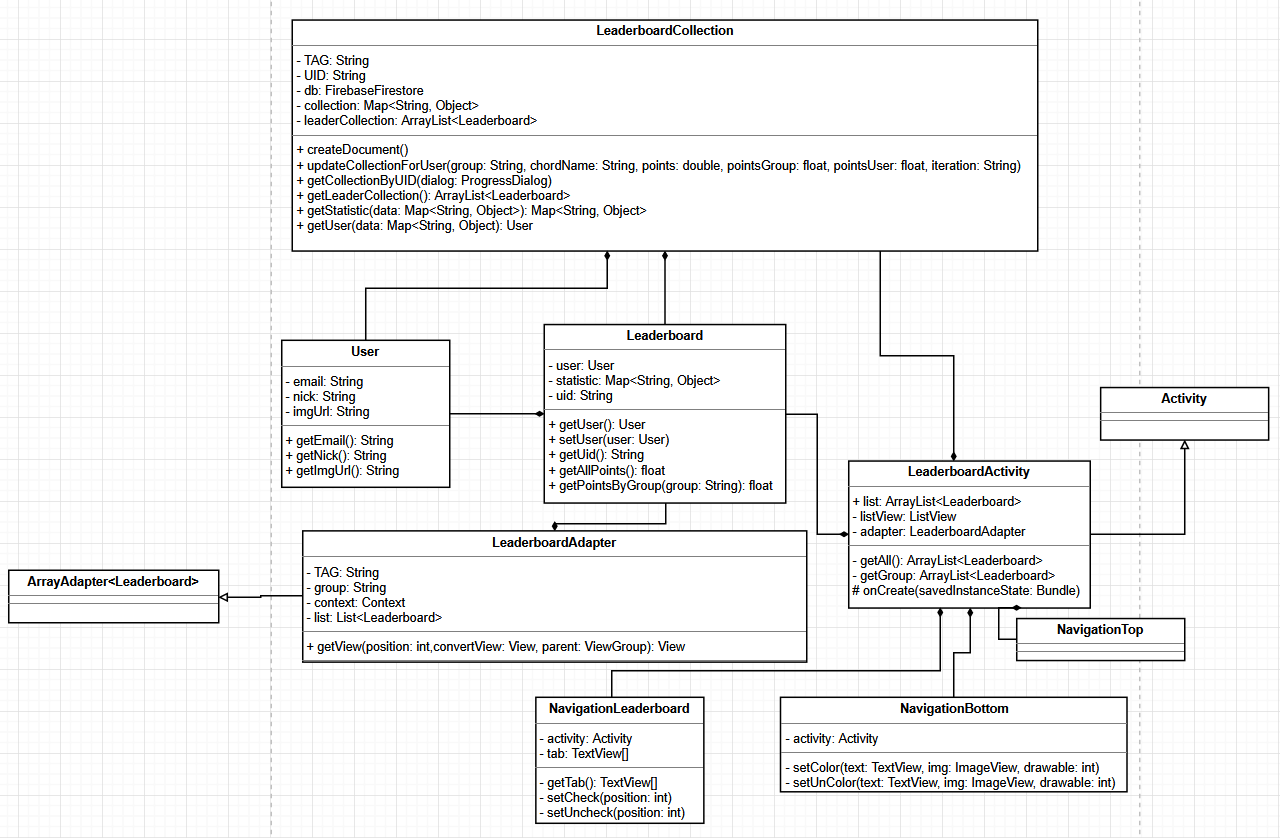 LeaderboardCollection
- TAG: String
- UID: String
- db: FirebaseFirestore
- collection: Map<String, Object>
- leaderCollection: ArrayList<Leaderboard>
+ createDocument()
+ updateCollectionForUser(group: String, chordName: String, points: double, pointsGroup: float, pointsUser: float, iteration: String)
+ getCollectionByUID(dialog: ProgressDialog)
+ getLeaderCollection(): ArrayList<Leaderboard>
+ getStatistic(data: Map<String, Object>): Map<String, Object>
+ getUser(data: Map<String, Object): User
User
- email: String
- nick: String
- imgUrl: String
+ getEmail(): String
+ getNick(): String
+ getImgUrl(): String
Leaderboard
- user: User
- statistic: Map<String, Object>
- uid: String
+ getUser(): User
+ setUser(user: User)
+ getUid(): String
+ getAllPoints(): float
+ getPointsByGroup(group: String): float
Activity
LeaderboardActivity
+ list: ArrayList<Leaderboard>
- listView: ListView
- adapter: LeaderboardAdapter
- getAll(): ArrayList<Leaderboard>
- getGroup: ArrayList<Leaderboard>
# onCreate(savedInstanceState: Bundle)
LeaderboardAdapter
- TAG: String
- group: String
- context: Context
- list: List<Leaderboard>
+ getView(position: int,convertView: View, parent: ViewGroup): View
ArrayAdapter<Leaderboard>
NavigationTop
NavigationLeaderboard
- activity: Activity
- tab: TextView[]
- getTab(): TextView[]
- setCheck(position: int)
- setUncheck(position: int)
NavigationBottom
- activity: Activity
- setColor(text: TextView, img: ImageView, drawable: int)
- setUnColor(text: TextView, img: ImageView, drawable: int)